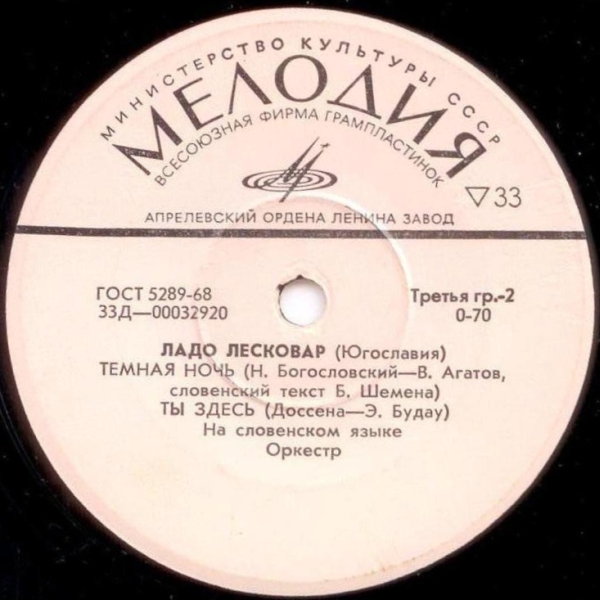 МИНИСТЕРСТВО КУЛЬТУРЫ СССР
МЕЛОДИЯ
ВСЕСОЮЗНАЯ ФИРМА ГРАМПЛАСТИНОК
▽33
АПРЕЛЕВСКИЙ ОРДЕНА ЛЕНИНА ЗАВОД
ГОСТ 5289-68 Третья гр.-2
33Д—00032920 0-70
ЛАДО ЛЕСКОВАР (Югославия)
ТЕМНАЯ НОЧЬ (Н. Богословский—В. Агатов,
словенский текст Б. Шемена)
ТЫ ЗДЕСЬ (Доссена—Э. Будау)
На словенском языке
Оркестр